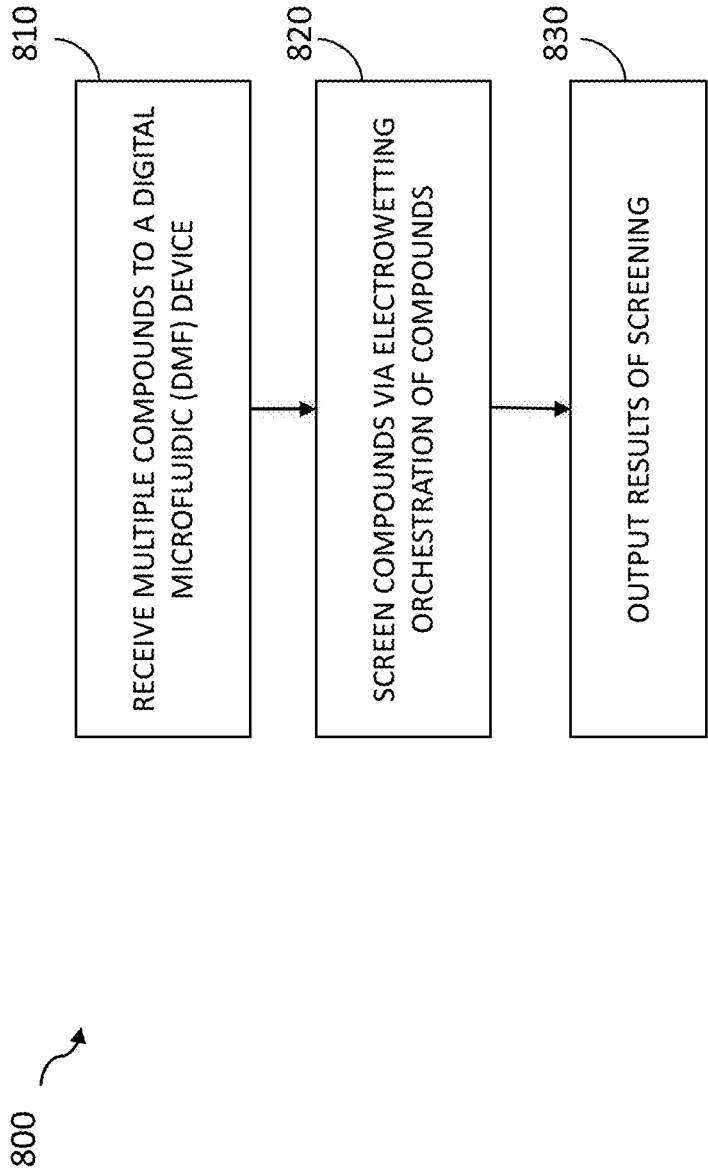 800
810
RECEIVE MULTIPLE COMPOUNDS TO A DIGITAL
MICROFLUIDIC (DMF) DEVICE
820
SCREEN COMPOUNDS VIA ELECTROWETTING
ORCHESTRATION OF COMPOUNDS
830
OUTPUT RESULTS OF SCREENING